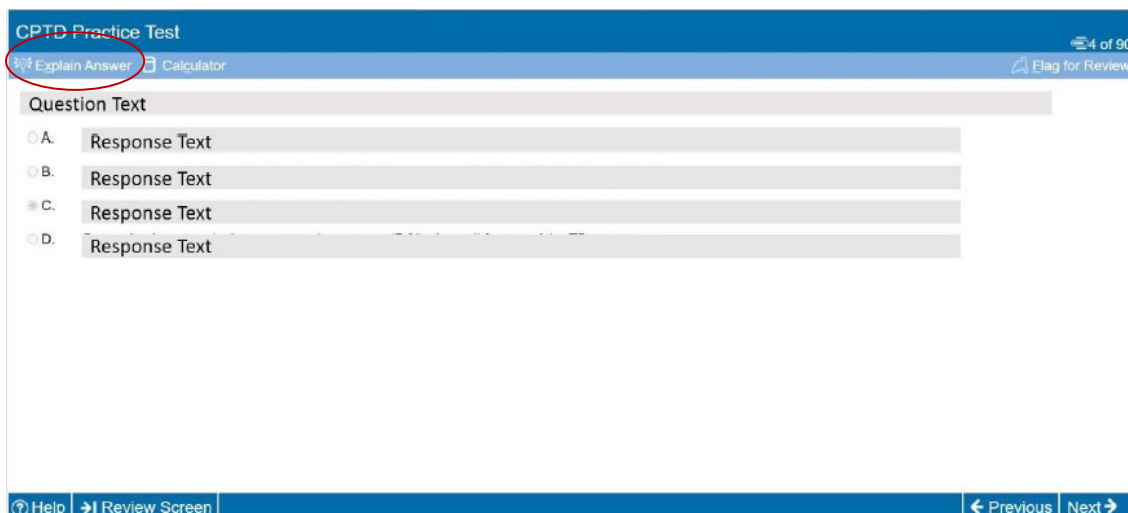 CPTD Practice Test
4 of 90
Explain Answer Calculator
Flag for Review
Question Text
A. Response Text
B. Response Text
C. Response Text
D. Response Text
Help Review Screen
Previous Next